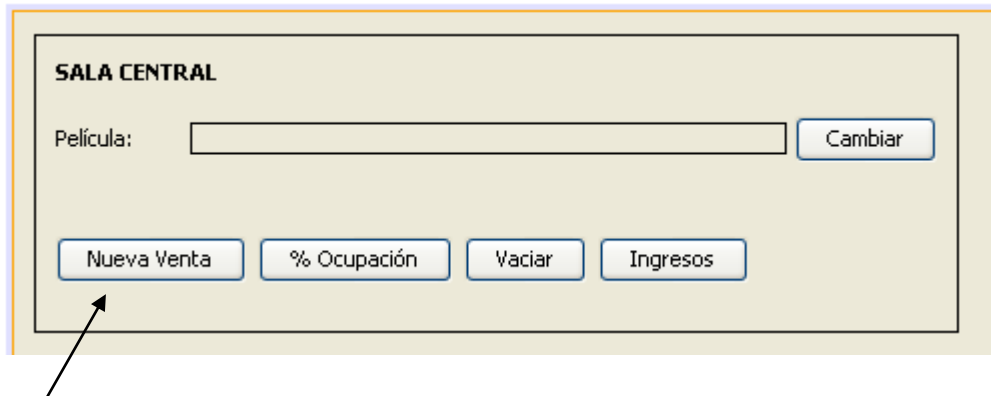 SALA CENTRAL
Película: Cambiar
Nueva Venta % Ocupación Vaciar Ingresos